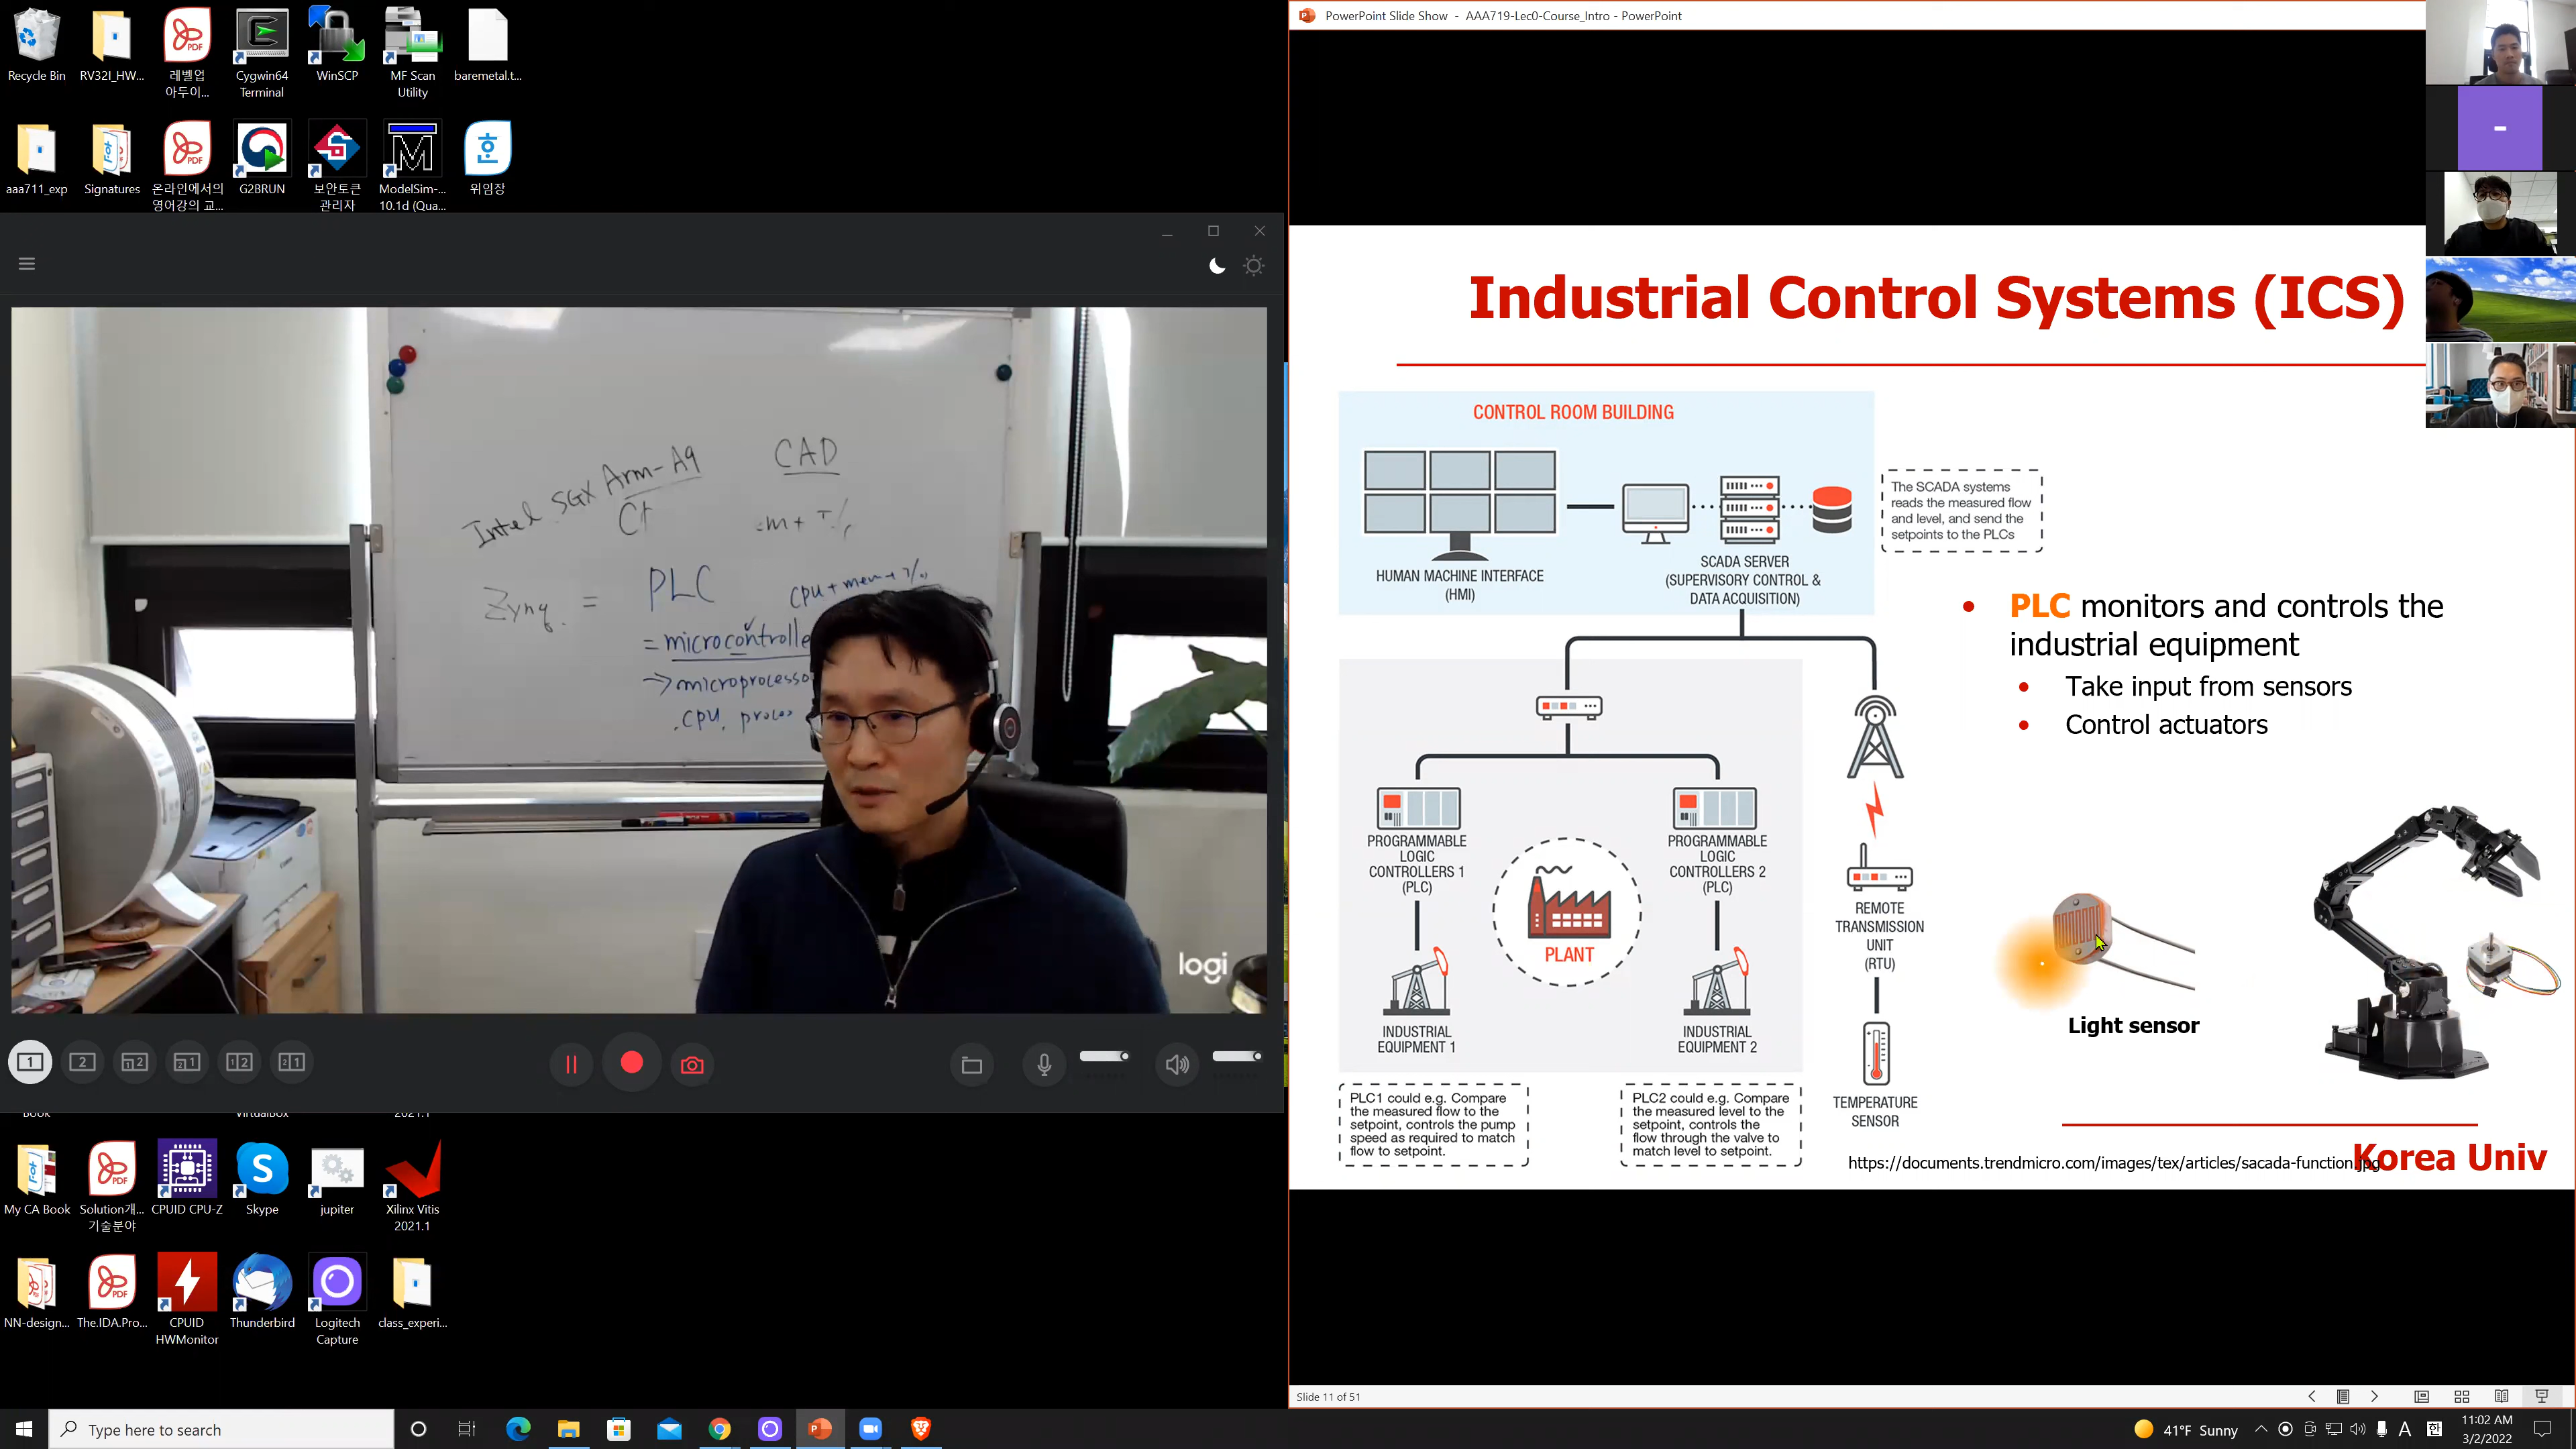 Recycle Bin
RV32I_HW...
레벨업
아두이...
Cygwin64
Terminal
WinSCP
MF Scan
Utility
baremetal.t...
aaa711_exp
Signatures
온라인에서의
영어강의 교...
G2BRUN
보안토큰
관리자
ModelSim-...
10.1d (Qua...
위임장
Intel SGX Arm-A9
CAD
Zynq = PLC
cpu + mem +
= microcontrolle
→ microprocesso
.cpu.
logi
1
2
Book
VirtualBox
2021.1
My CA Book
Solution개...
기술분야
CPUID CPU-Z
Skype
jupiter
Xilinx Vitis
2021.1
NN-design...
The.IDA.Pro...
CPUID
HWMonitor
Thunderbird
Logitech
Capture
class_experi...
PowerPoint Slide Show - AAA719-Lec0-Course_Intro - PowerPoint
Industrial Control Systems (ICS)
CONTROL ROOM BUILDING
HUMAN MACHINE INTERFACE
(HMI)
SCADA SERVER
(SUPERVISORY CONTROL &
DATA ACQUISITION)
The SCADA systems
reads the measured flow
and level, and send the
setpoints to the PLCs
• PLC monitors and controls the
industrial equipment
• Take input from sensors
• Control actuators
PROGRAMMABLE
LOGIC
CONTROLLERS 1
(PLC)
PROGRAMMABLE
LOGIC
CONTROLLERS 2
(PLC)
PLANT
INDUSTRIAL
EQUIPMENT 1
INDUSTRIAL
EQUIPMENT 2
REMOTE
TRANSMISSION
UNIT
(RTU)
TEMPERATURE
SENSOR
Light sensor
PLC1 could e.g. Compare
the measured flow to the
setpoint, controls the pump
speed as required to match
flow to setpoint.
PLC2 could e.g. Compare
the measured level to the
setpoint, controls the
flow through the valve to
match level to setpoint.
https://documents.trendmicro.com/images/tex/articles/sacada-function.jpg
Korea Univ
Slide 11 of 51
Type here to search
41°F Sunny
A
한
11:02 AM
3/2/2022